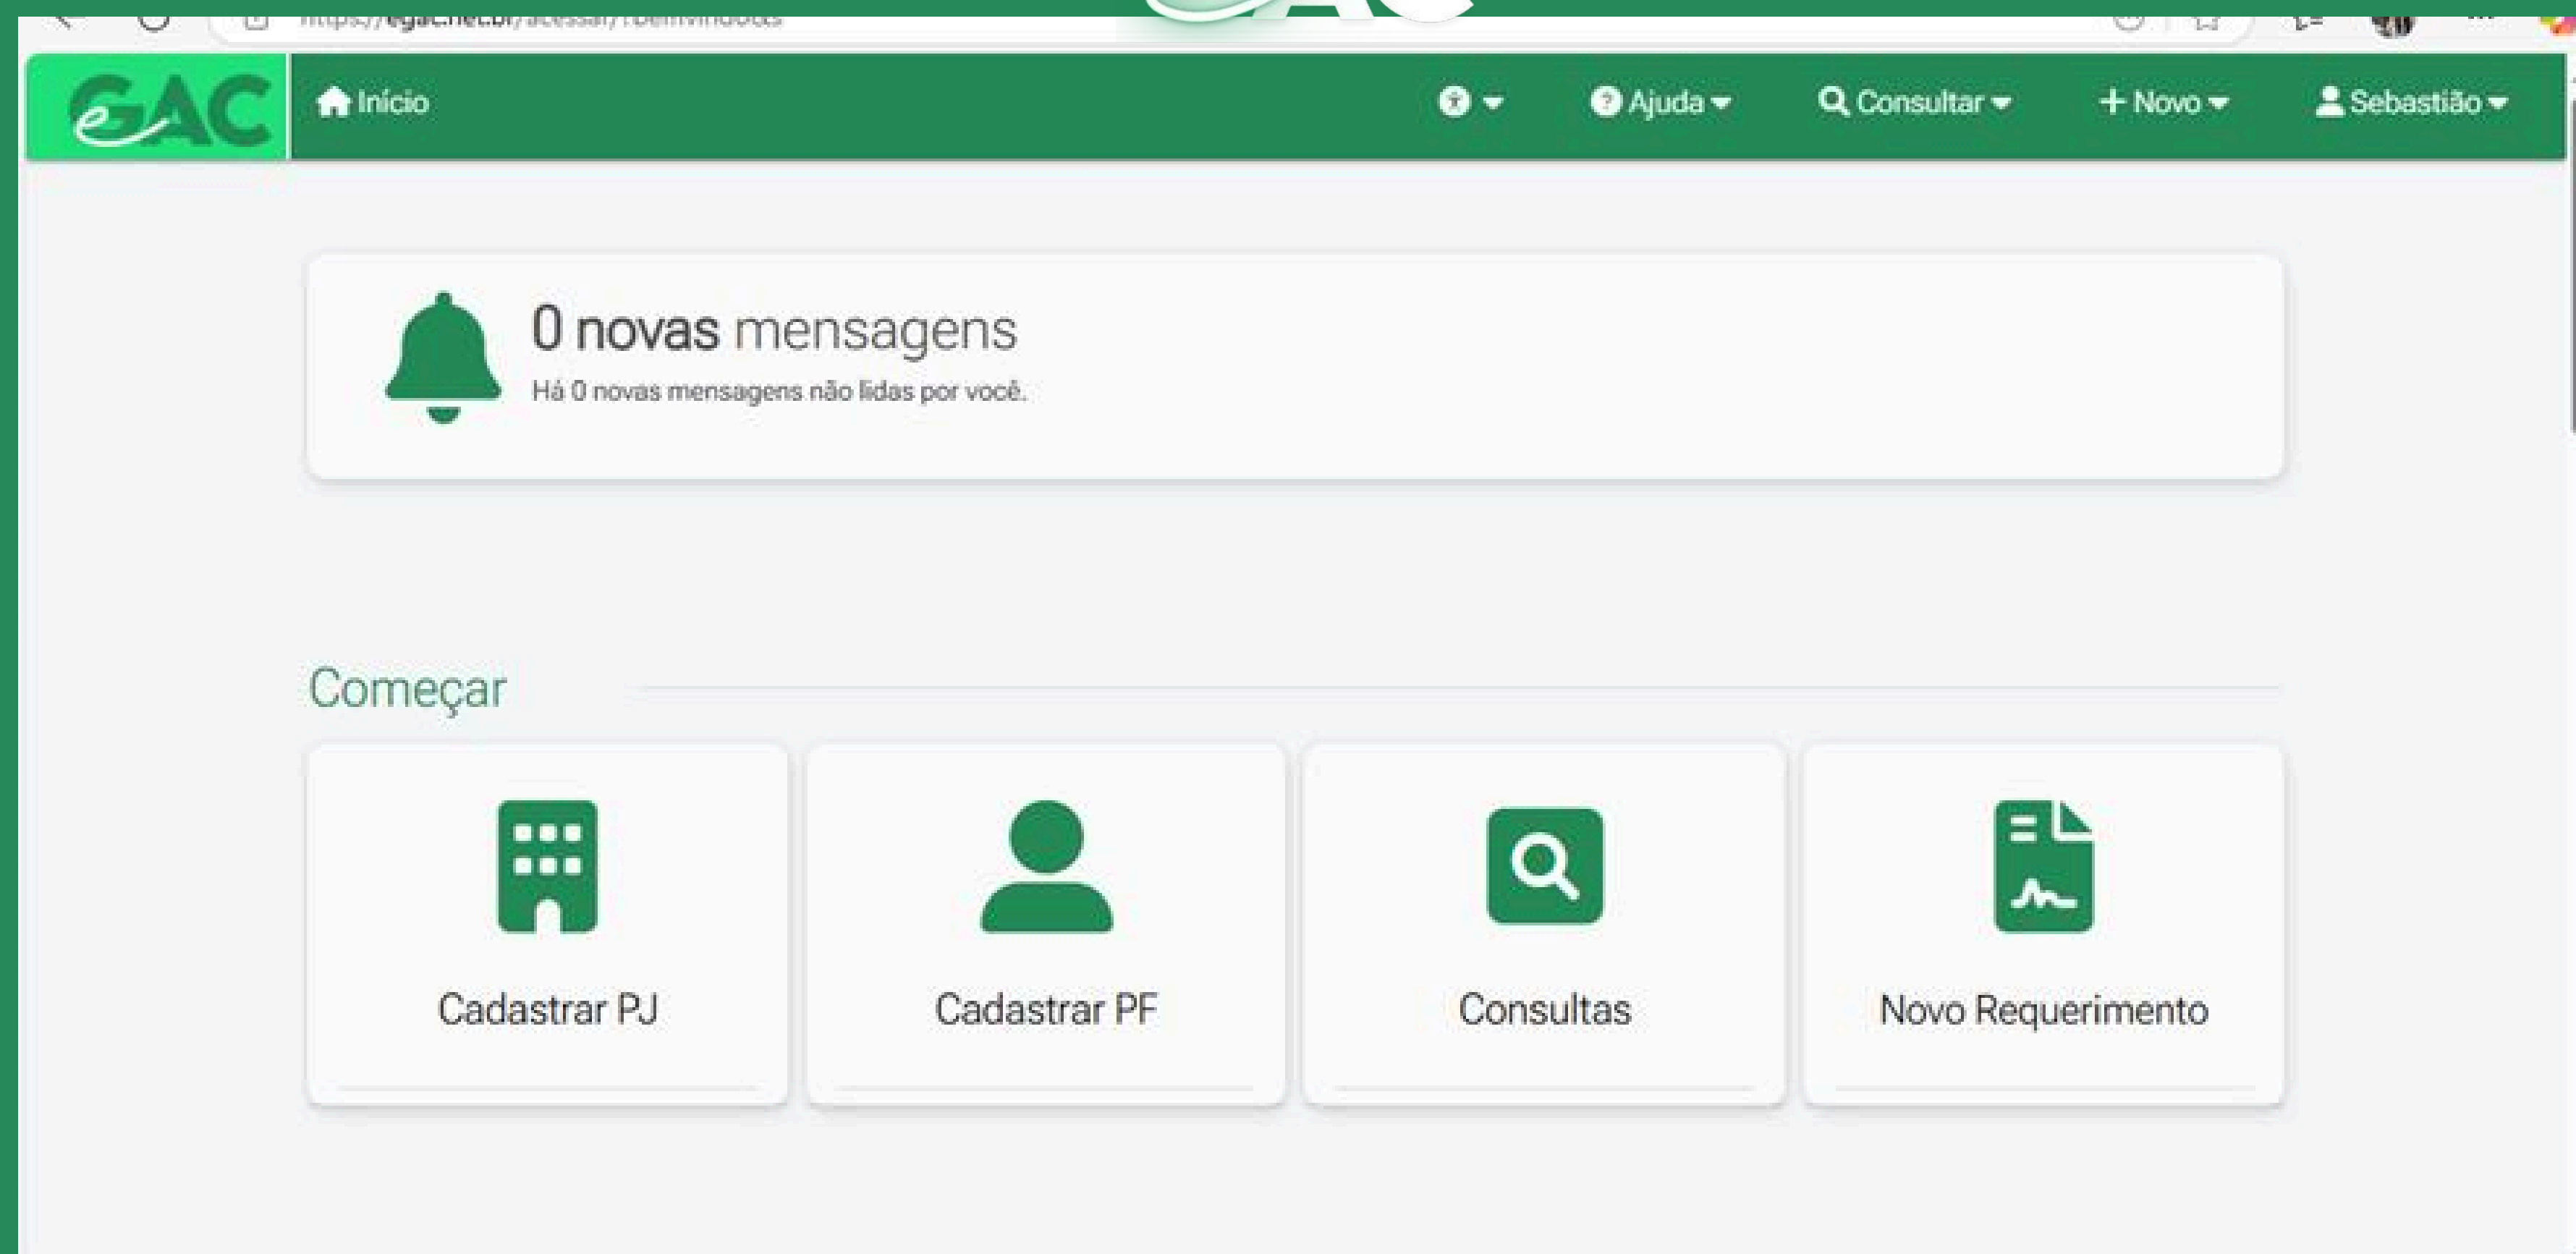 eGAC
Início
Ajuda
Consultar
Novo
Sebastião
0 novas mensagens
Há 0 novas mensagens não lidas por você.
Começar
Cadastrar PJ
Cadastrar PF
Consultas
Novo Requerimento